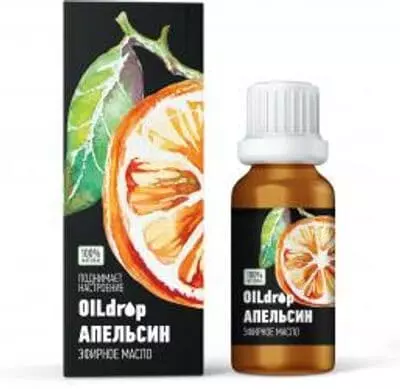 100%
ПОДНИМАЕТ
НАСТРОЕНИЕ
OILdrop
АПЕЛЬСИН
ЭФИРНОЕ МАСЛО
100%
OILdrop
АПЕЛЬСИН
ЭФИРНОЕ МАСЛО